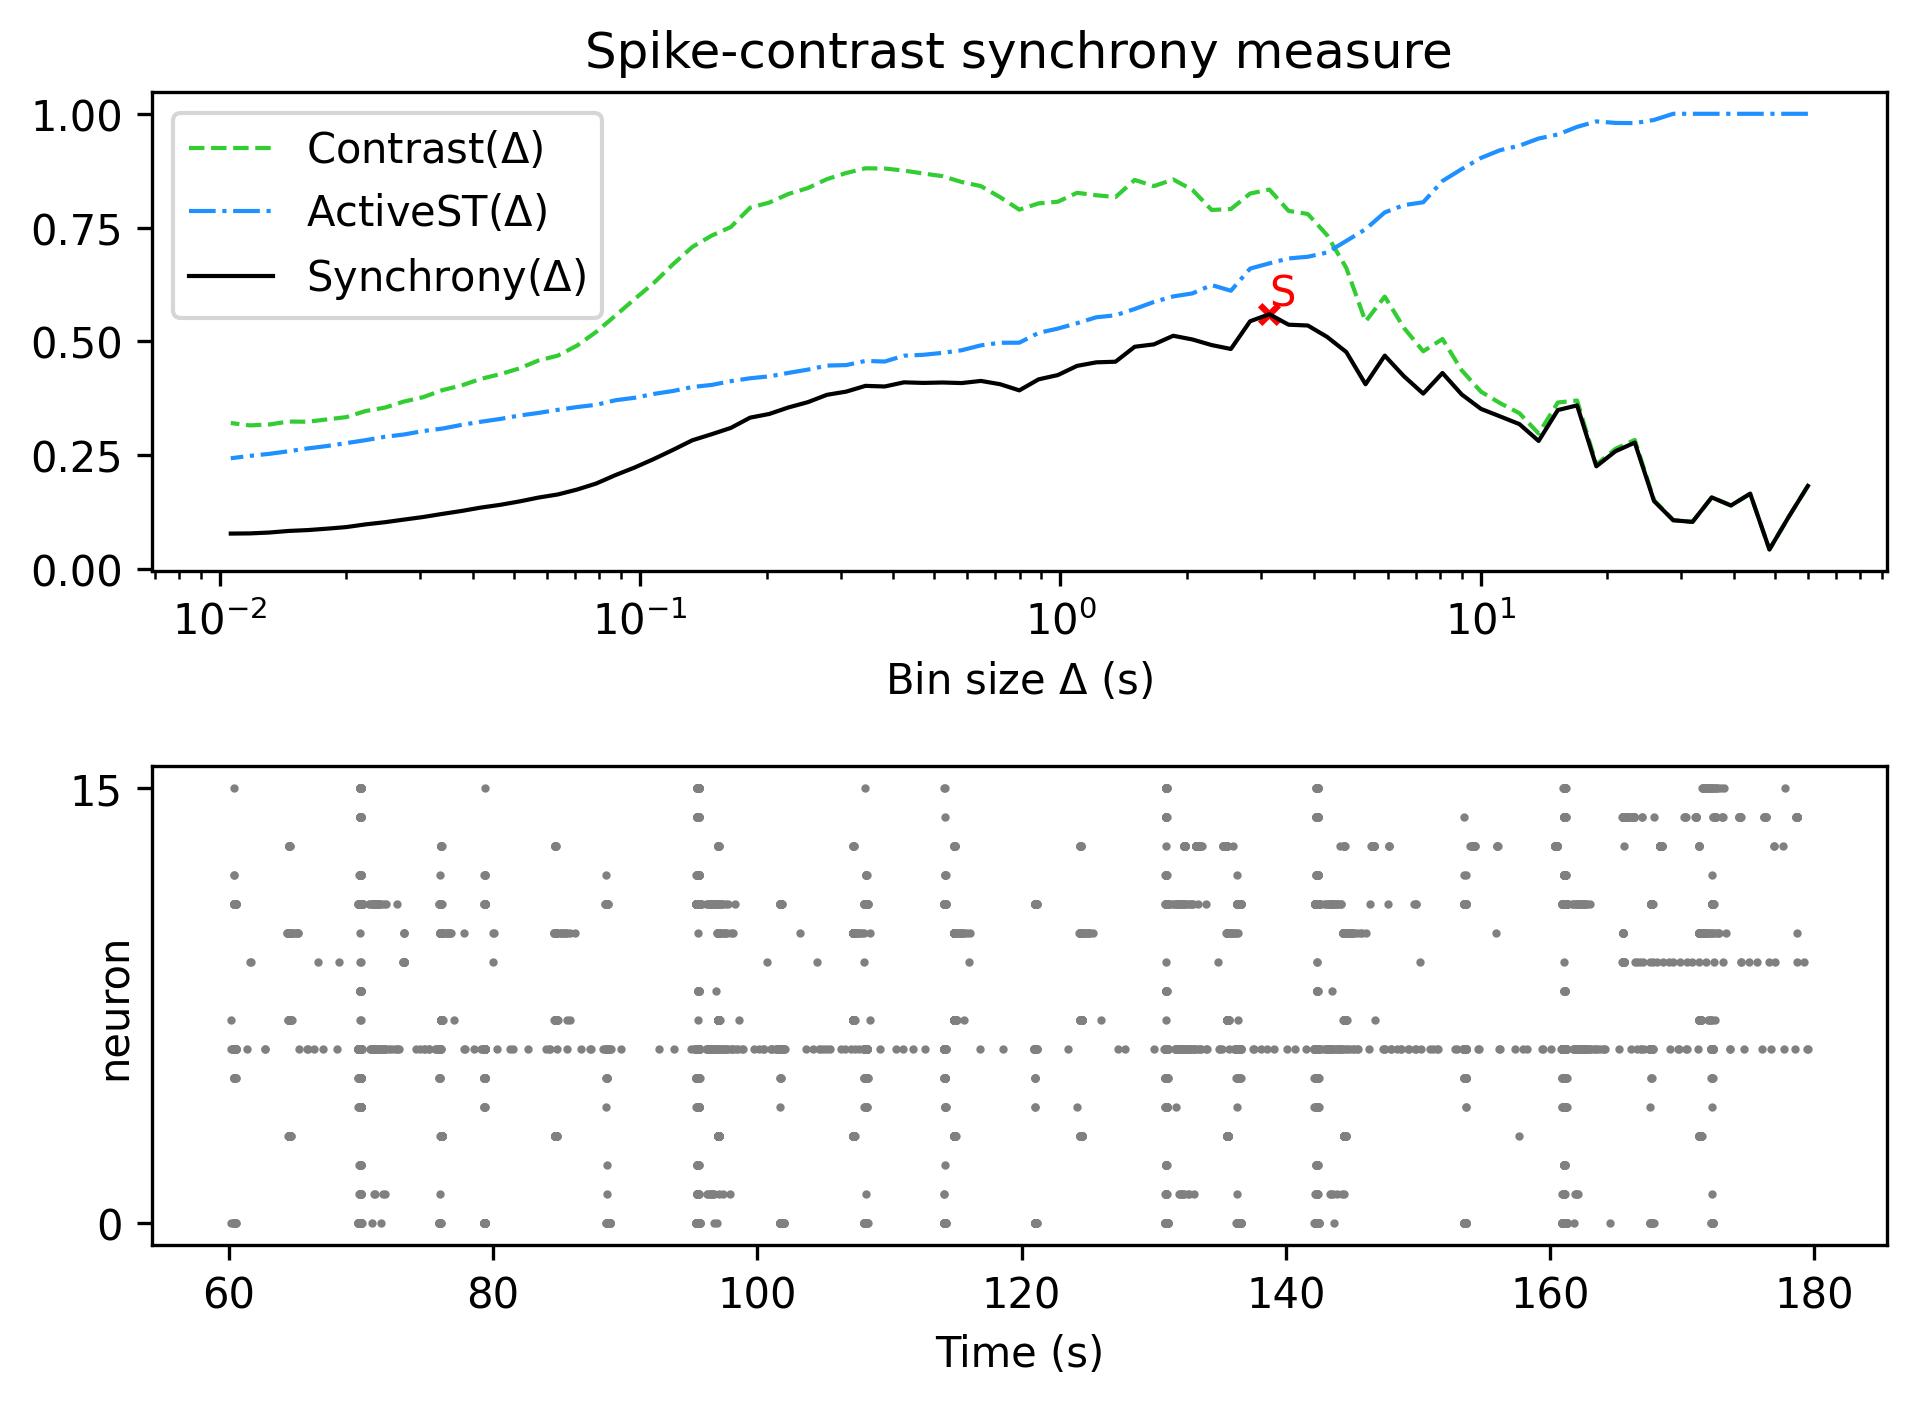 Spike-contrast synchrony measure
1.00
0.75
0.50
0.25
0.00
Contrast(Δ)
ActiveST(Δ)
Synchrony(Δ)
S
10⁻² 10⁻¹ 10⁰ 10¹
Bin size Δ (s)
15
0
neuron
60 80 100 120 140 160 180
Time (s)